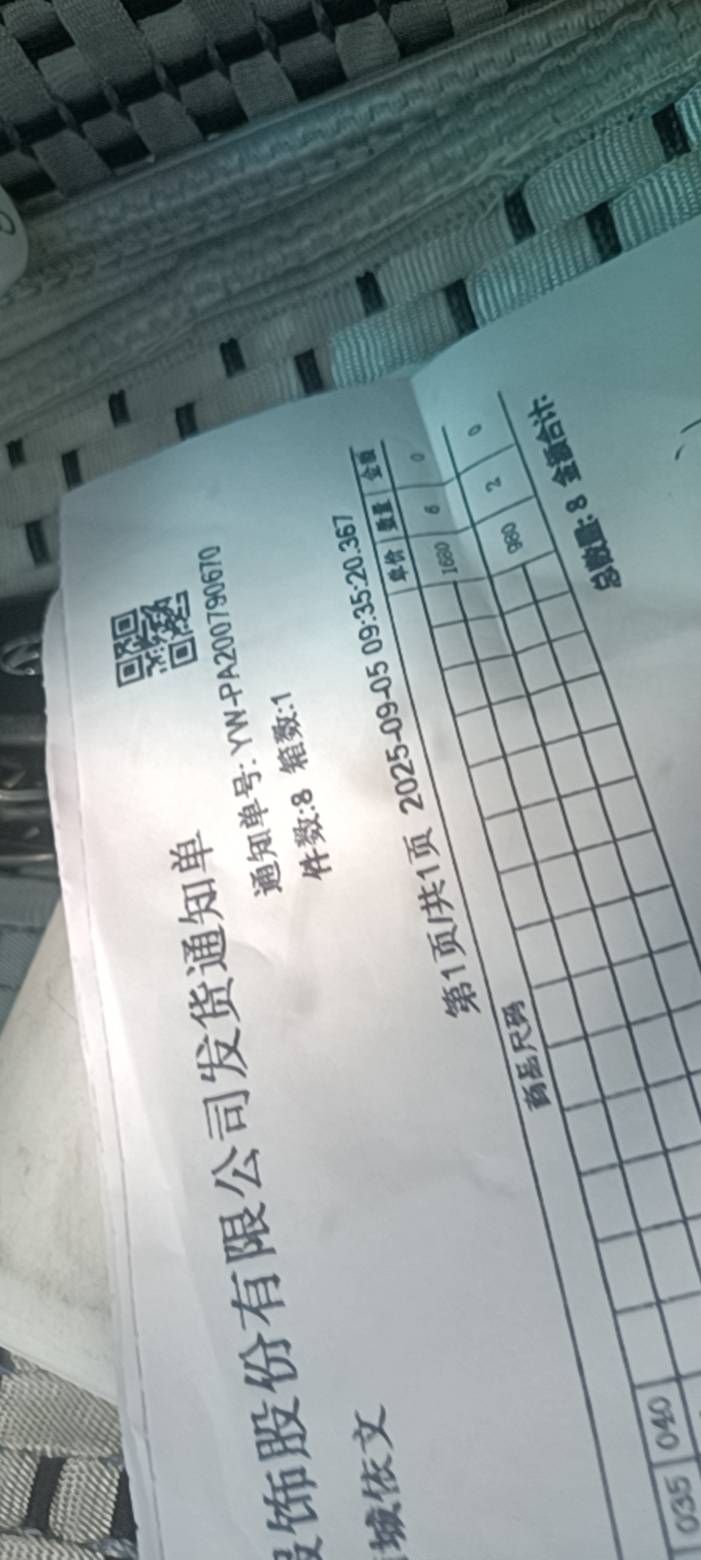 服饰股份有限公司发货通知单
城依文
通知单号: YW-PA200790670
件数:8 箱数:1
第1页/共1页 2025-09-05 09:35:20.367
商品尺码 单价 数量 金额
1680 6 0
035 040 980 2 0
总数量: 8 金额合计: